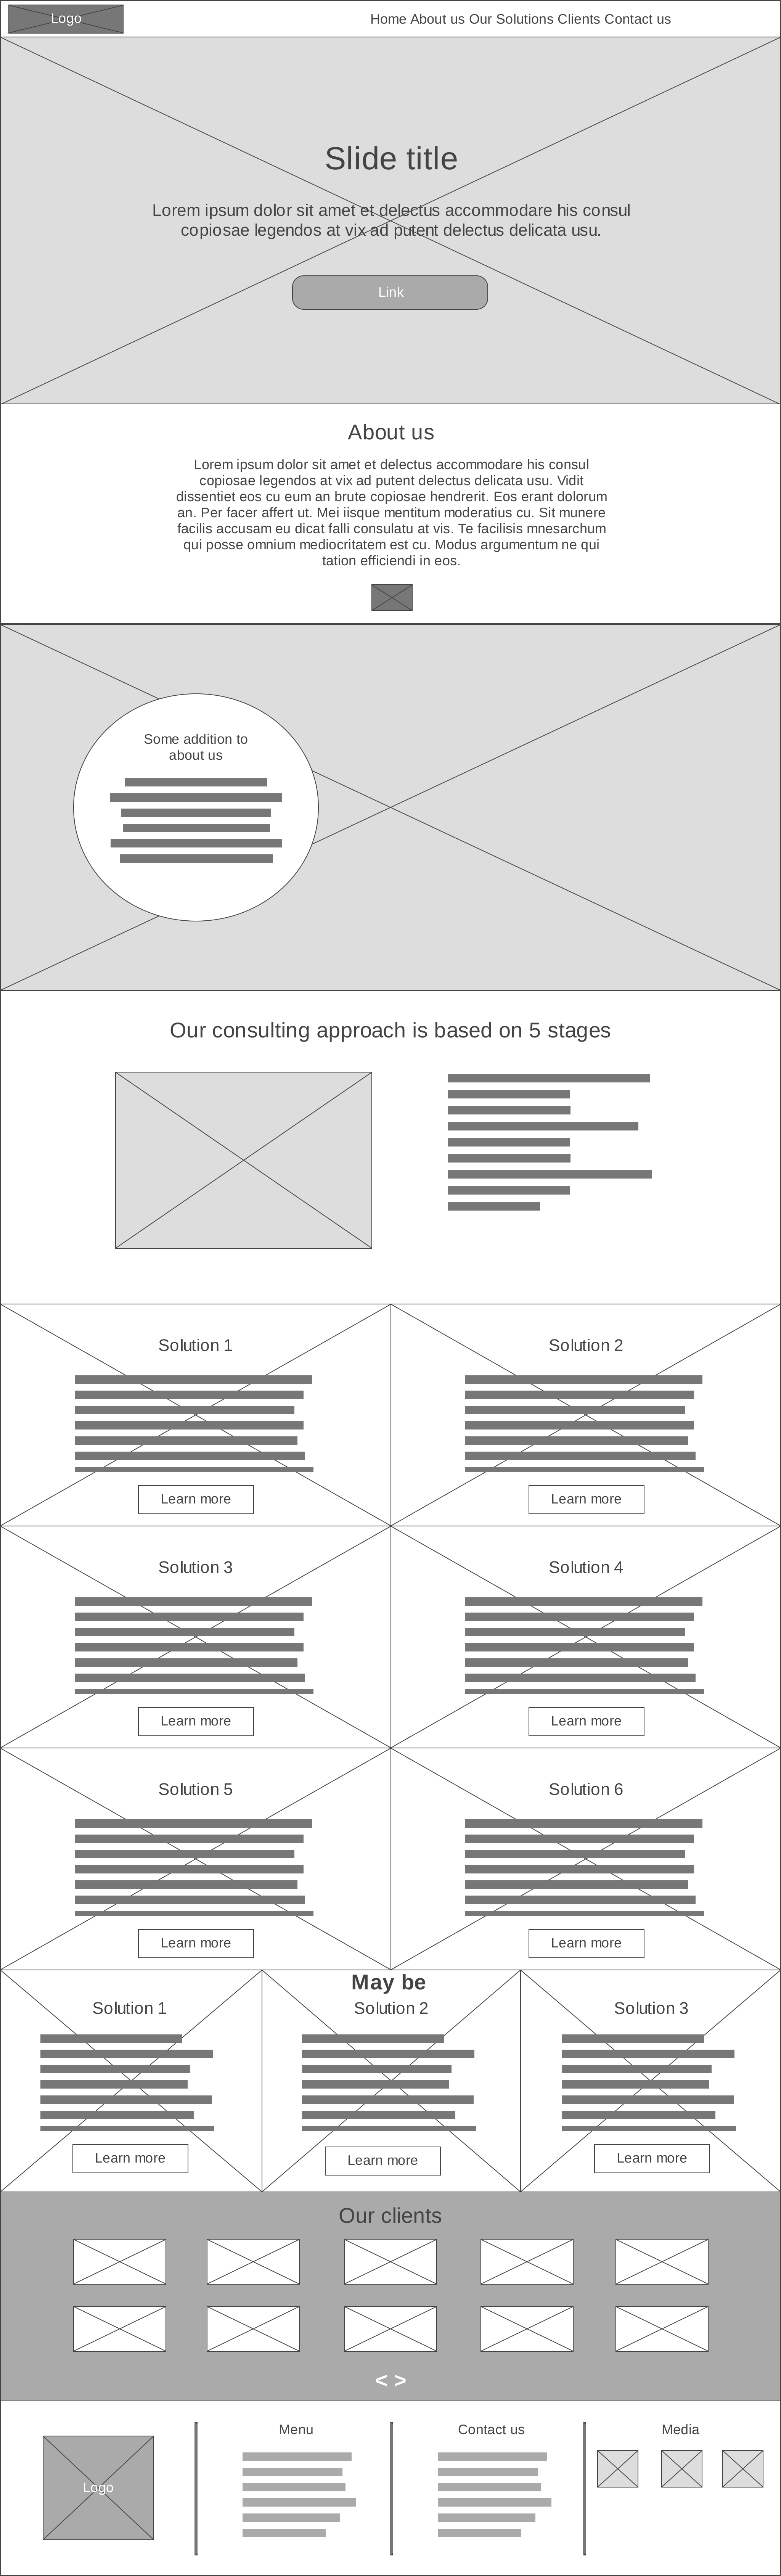 Logo
Home About us Our Solutions Clients Contact us
Slide title
Lorem ipsum dolor sit amet et delectus accommodare his consul
copiosae legendos at vix ad putent delectus delicata usu.
Link
About us
Lorem ipsum dolor sit amet et delectus accommodare his consul
copiosae legendos at vix ad putent delectus delicata usu. Vidit
dissentiet eos cu eum an brute copiosae hendrerit. Eos erant dolorum
an. Per facer affert ut. Mei iisque mentitum moderatius cu. Sit munere
facilis accusam eu dicat falli consulatu at vis. Te facilisis mnesarchum
qui posse omnium mediocritatem est cu. Modus argumentum ne qui
tation efficiendi in eos.
Some addition to
about us
Our consulting approach is based on 5 stages
Solution 1
Solution 2
Learn more
Learn more
Solution 3
Solution 4
Learn more
Learn more
Solution 5
Solution 6
Learn more
Learn more
May be
Solution 1
Solution 2
Solution 3
Learn more
Learn more
Learn more
Our clients
< >
Menu
Contact us
Media
Logo